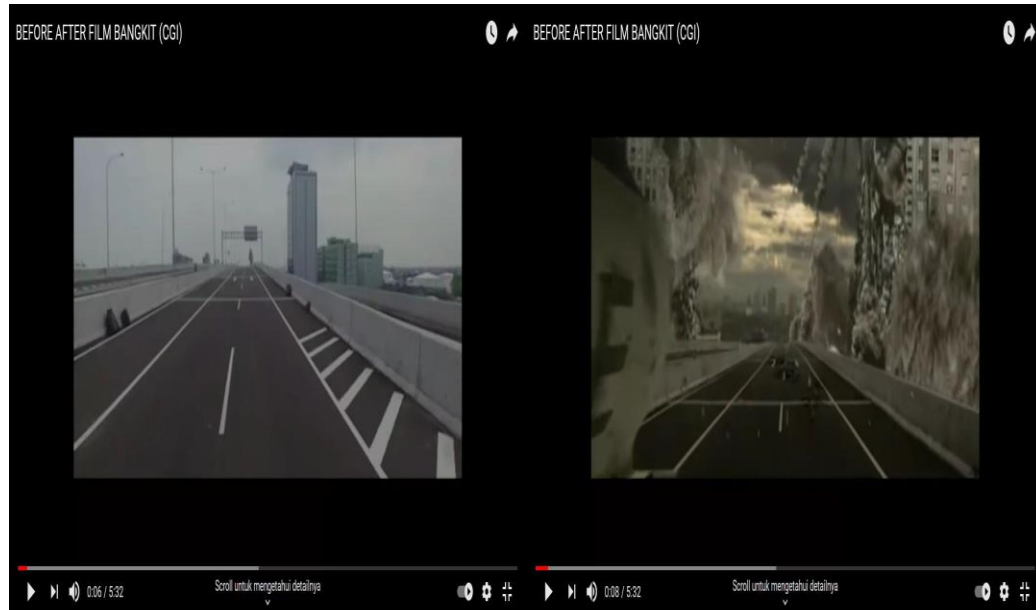 BEFORE AFTER FILM BANGKIT (CGI)
0:06 / 5:32
Scroll untuk mengetahui detailnya
BEFORE AFTER FILM BANGKIT (CGI)
0:08 / 5:32
Scroll untuk mengetahui detailnya